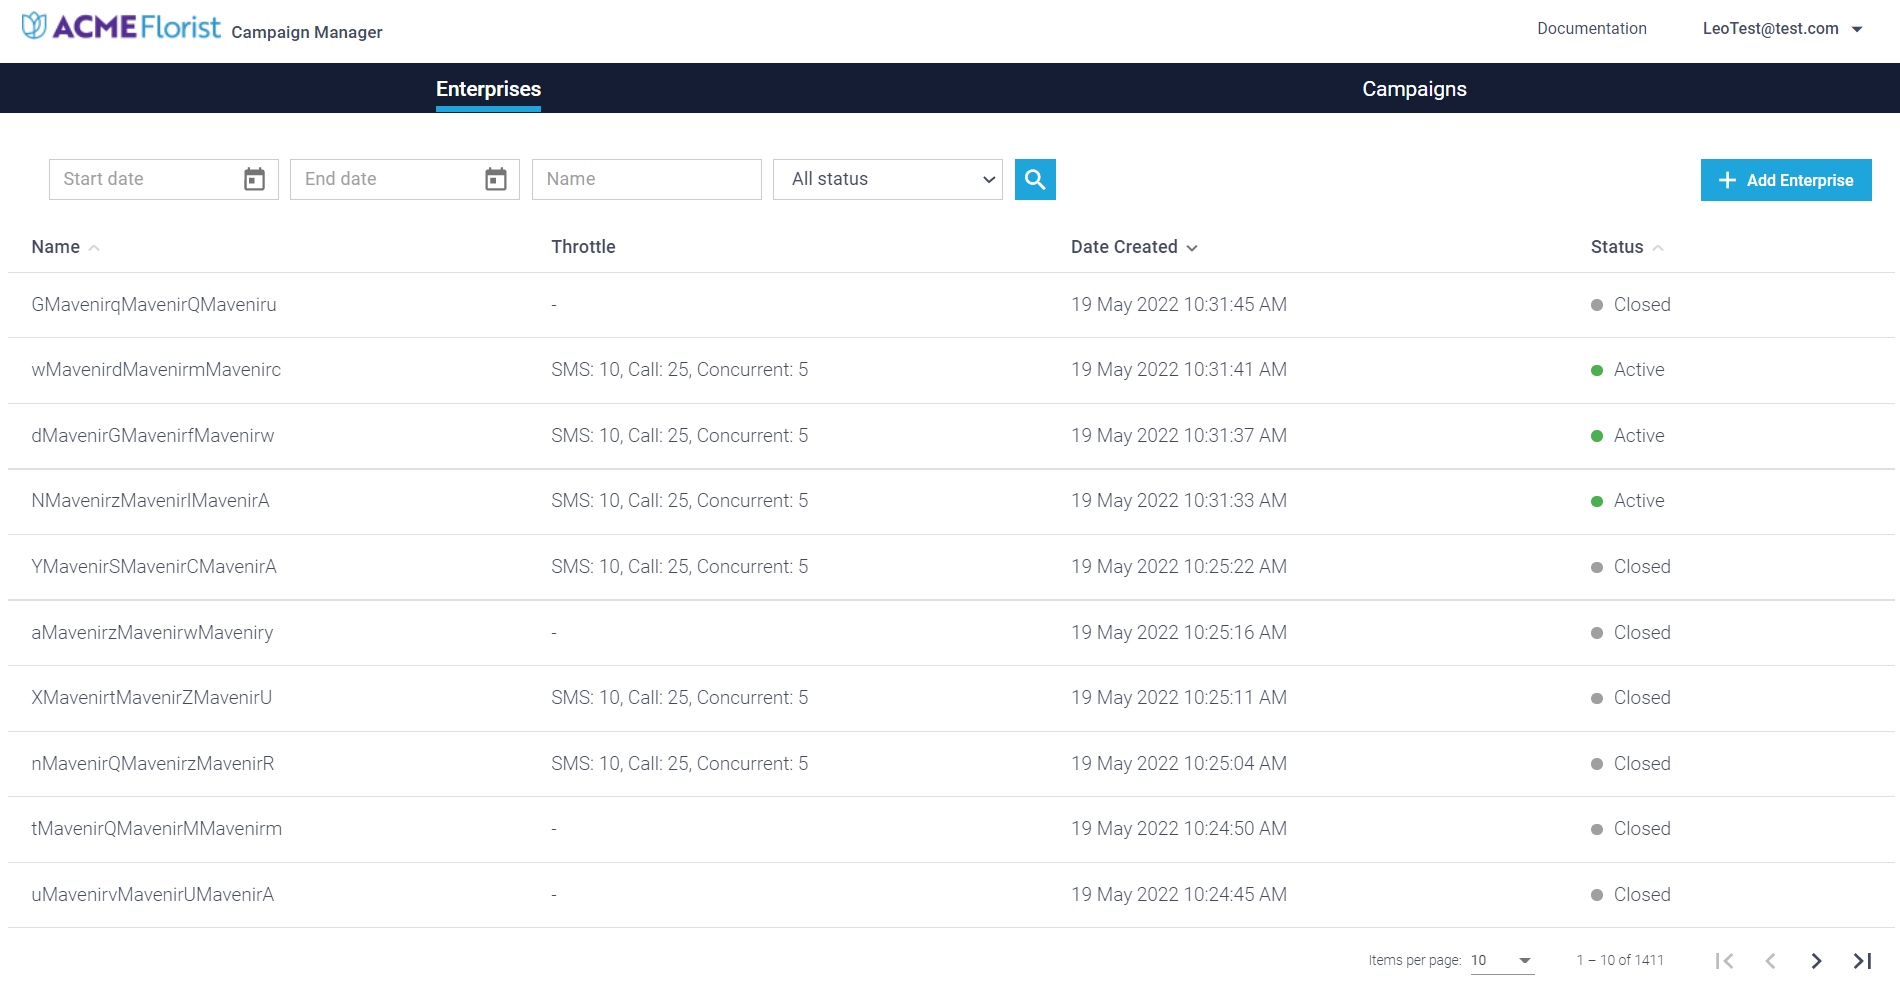 ACME Florist Campaign Manager Documentation LeoTest@test.com
Enterprises Campaigns
Start date End date Name All status + Add Enterprise
Name Throttle Date Created Status
GMavenirqMavenirQMaveniru - 19 May 2022 10:31:45 AM Closed
wMavenirdMavenirmMavenirc SMS: 10, Call: 25, Concurrent: 5 19 May 2022 10:31:41 AM Active
dMavenirGMavenirfMavenirw SMS: 10, Call: 25, Concurrent: 5 19 May 2022 10:31:37 AM Active
NMavenirzMavenirlMavenirA SMS: 10, Call: 25, Concurrent: 5 19 May 2022 10:31:33 AM Active
YMavenirSMavenirCMavenirA SMS: 10, Call: 25, Concurrent: 5 19 May 2022 10:25:22 AM Closed
aMavenirzMavenirwMaveniry - 19 May 2022 10:25:16 AM Closed
XMavenirtMavenirZMavenirU SMS: 10, Call: 25, Concurrent: 5 19 May 2022 10:25:11 AM Closed
nMavenirQMavenirzMavenirR SMS: 10, Call: 25, Concurrent: 5 19 May 2022 10:25:04 AM Closed
tMavenirQMavenirMMavenirm - 19 May 2022 10:24:50 AM Closed
uMavenirvMavenirUMavenirA - 19 May 2022 10:24:45 AM Closed
Items per page: 10 1 – 10 of 1411